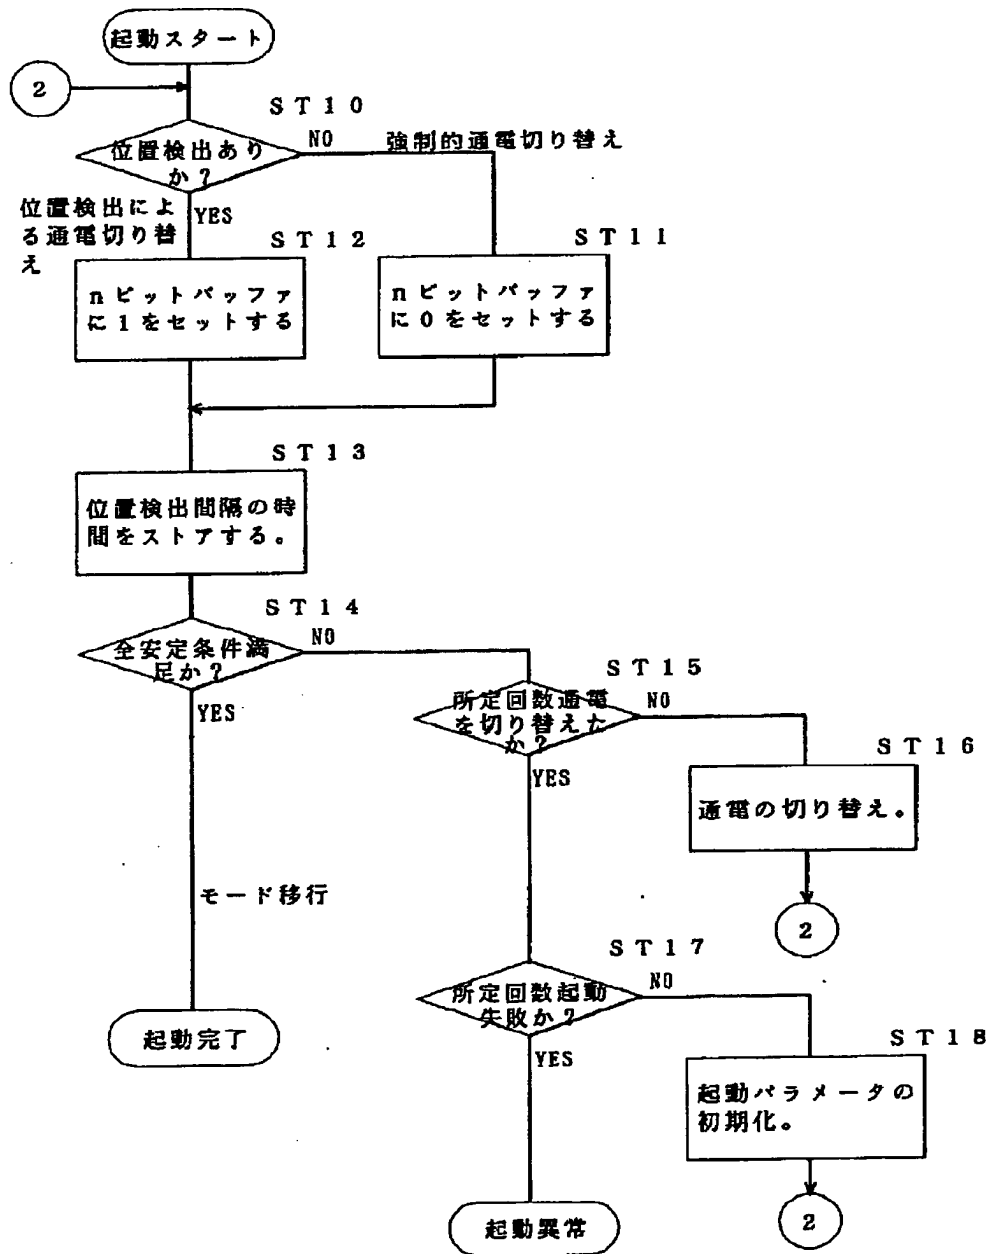 起動スタート
2
ST10
位置検出あり
か?
NO
強制的通電切り替え
位置検出によ
る通電切り替
え
YES
ST12
nビットバッファ
に1をセットする
ST11
nビットバッファ
に0をセットする
ST13
位置検出間隔の時
間をストアする。
ST14
全安定条件満
足か?
NO
YES
ST15
所定回数通電
を切り替えた
か?
NO
YES
ST16
通電の切り替え。
2
モード移行
起動完了
ST17
所定回数起動
失敗か?
NO
YES
ST18
起動パラメータの
初期化。
2
起動異常